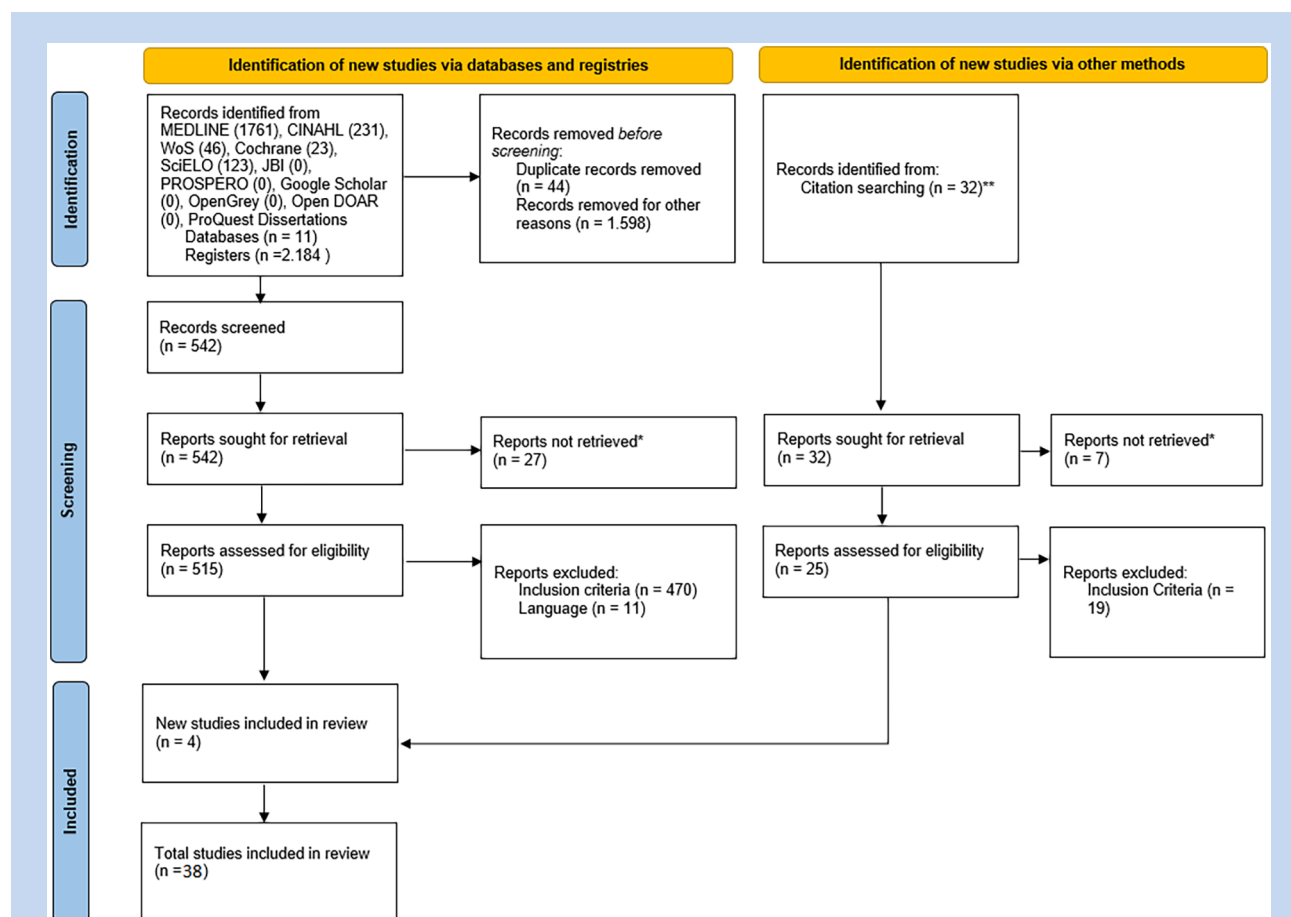 Identification of new studies via databases and registries
Identification of new studies via other methods
Identification
Records identified from
MEDLINE (1761), CINAHL (231),
WoS (46), Cochrane (23),
SciELO (123), JBI (0),
PROSPERO (0), Google Scholar
(0), OpenGrey (0), Open DOAR
(0), ProQuest Dissertations
Databases (n = 11)
Registers (n =2.184 )
Records removed before
screening:
Duplicate records removed
(n = 44)
Records removed for other
reasons (n = 1.598)
Records identified from:
Citation searching (n = 32)**
Screening
Records screened
(n = 542)
Reports sought for retrieval
(n = 542)
Reports not retrieved*
(n = 27)
Reports sought for retrieval
(n = 32)
Reports not retrieved*
(n = 7)
Reports assessed for eligibility
(n = 515)
Reports excluded:
Inclusion criteria (n = 470)
Language (n = 11)
Reports assessed for eligibility
(n = 25)
Reports excluded:
Inclusion Criteria (n =
19)
Included
New studies included in review
(n = 4)
Total studies included in review
(n =38)